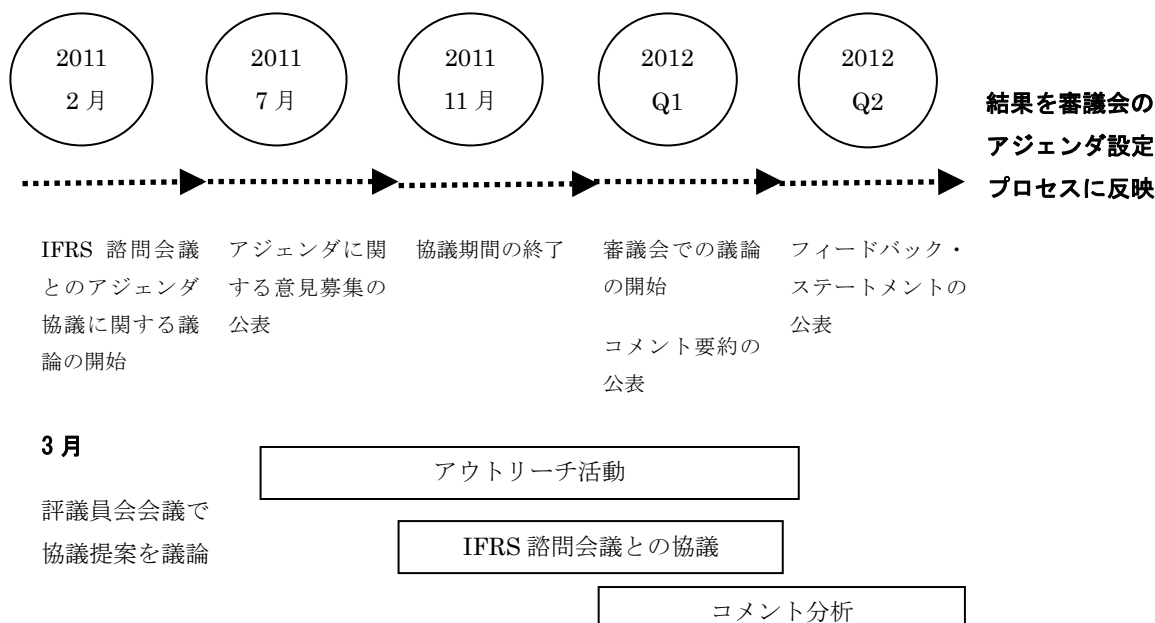 2011
2 月
2011
7 月
2011
11 月
2012
Q1
2012
Q2
結果を審議会の
アジェンダ設定
プロセスに反映
IFRS 諮問会議
とのアジェンダ
協議に関する議
論の開始
アジェンダに関
する意見募集の
公表
協議期間の終了
審議会での議論
の開始
コメント要約の
公表
フィードバック・
ステートメントの
公表
3 月
評議員会会議で
協議提案を議論
アウトリーチ活動
IFRS 諮問会議との協議
コメント分析